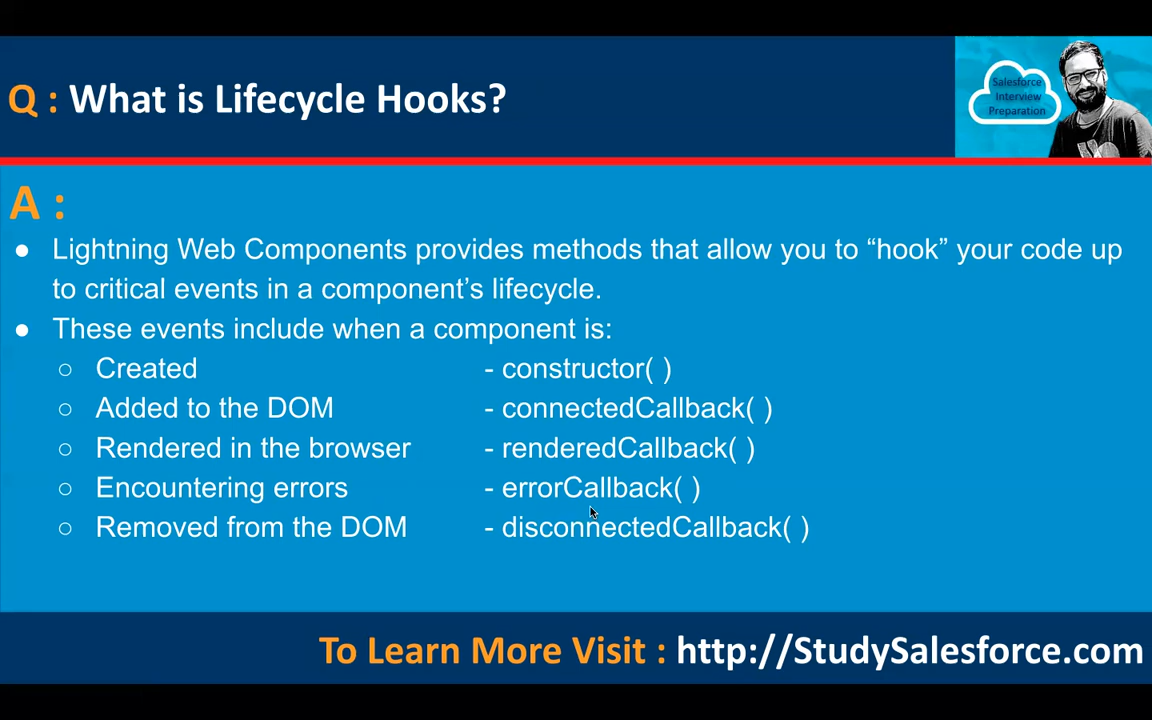 Q : What is Lifecycle Hooks?
Salesforce
Interview
Preparation
A :
● Lightning Web Components provides methods that allow you to “hook” your code up
to critical events in a component’s lifecycle.
● These events include when a component is:
○ Created - constructor( )
○ Added to the DOM - connectedCallback( )
○ Rendered in the browser - renderedCallback( )
○ Encountering errors - errorCallback( )
○ Removed from the DOM - disconnectedCallback( )
To Learn More Visit : http://StudySalesforce.com